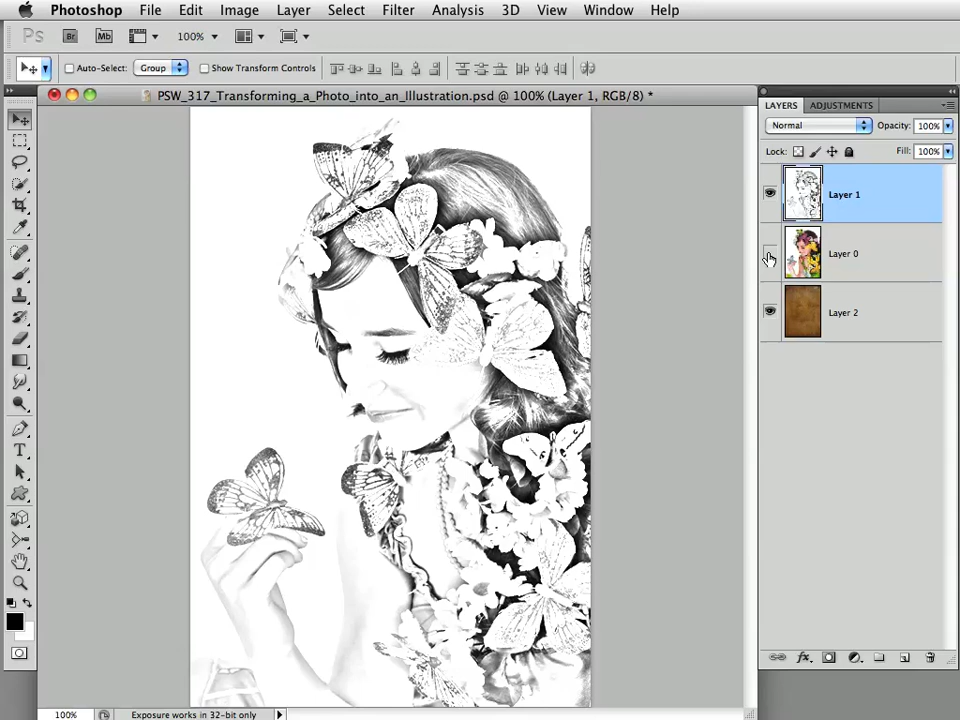 Photoshop File Edit Image Layer Select Filter Analysis 3D View Window Help
Ps Br Mb 100%
Auto-Select: Group Show Transform Controls
PSW_317_Transforming_a_Photo_into_an_Illustration.psd @ 100% (Layer 1, RGB/8) *
LAYERS ADJUSTMENTS
Normal Opacity: 100%
Lock: Fill: 100%
Layer 1
Layer 0
Layer 2
T
fx
100% Exposure works in 32-bit only